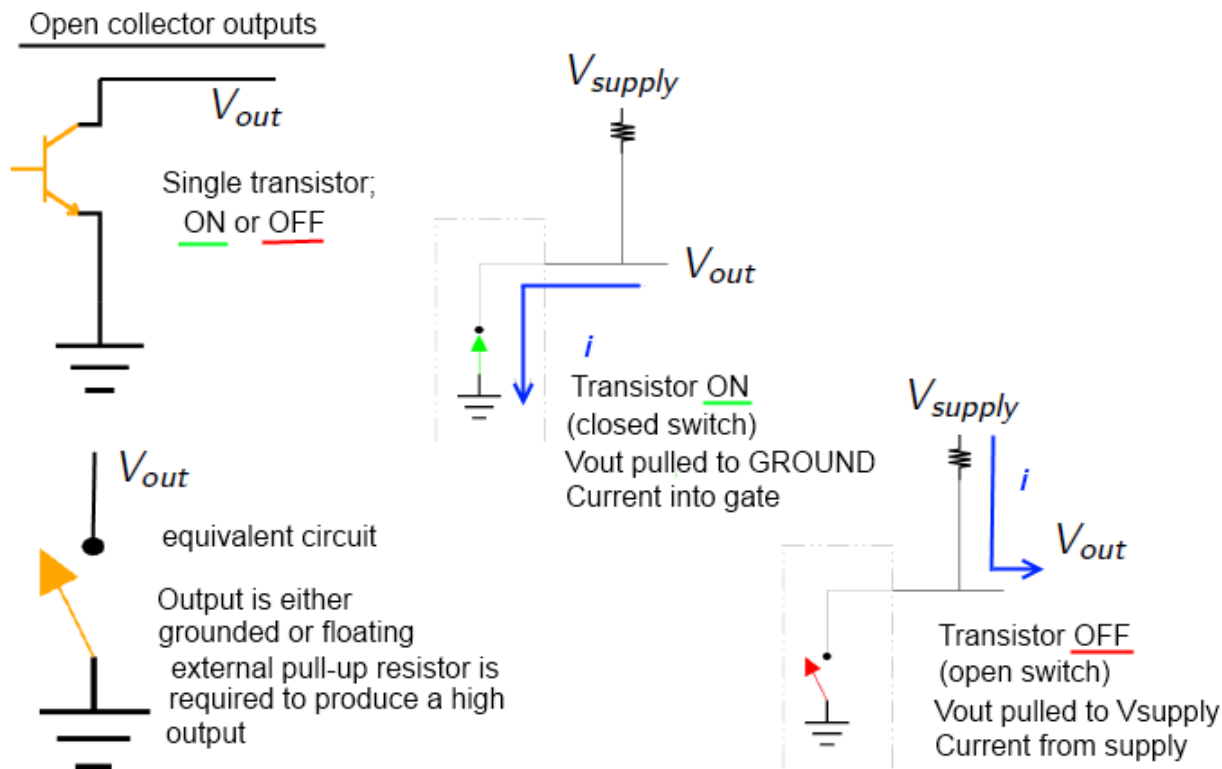 Open collector outputs
Vout
Single transistor;
ON or OFF
Vout
equivalent circuit
Output is either
grounded or floating
external pull-up resistor is
required to produce a high
output
Vsupply
Vout
i
Transistor ON
(closed switch)
Vout pulled to GROUND
Current into gate
Vsupply
i
Vout
Transistor OFF
(open switch)
Vout pulled to Vsupply
Current from supply